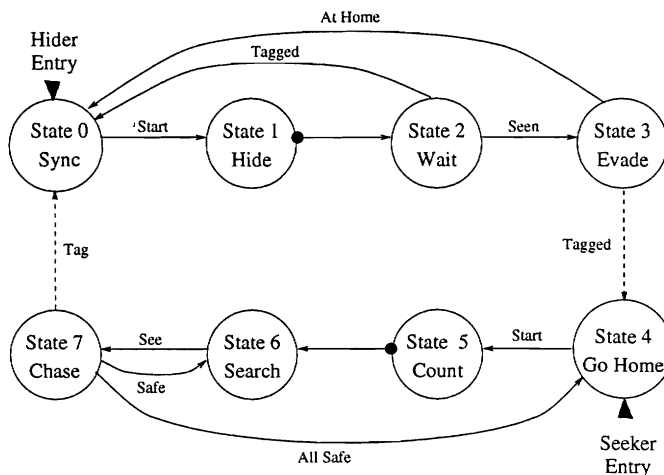 At Home
Hider
Entry
Tagged
State 0
Sync
'Start
State 1
Hide
State 2
Wait
Seen
State 3
Evade
Tag
Tagged
State 7
Chase
See
Safe
State 6
Search
State 5
Count
Start
State 4
Go Home
All Safe
Seeker
Entry